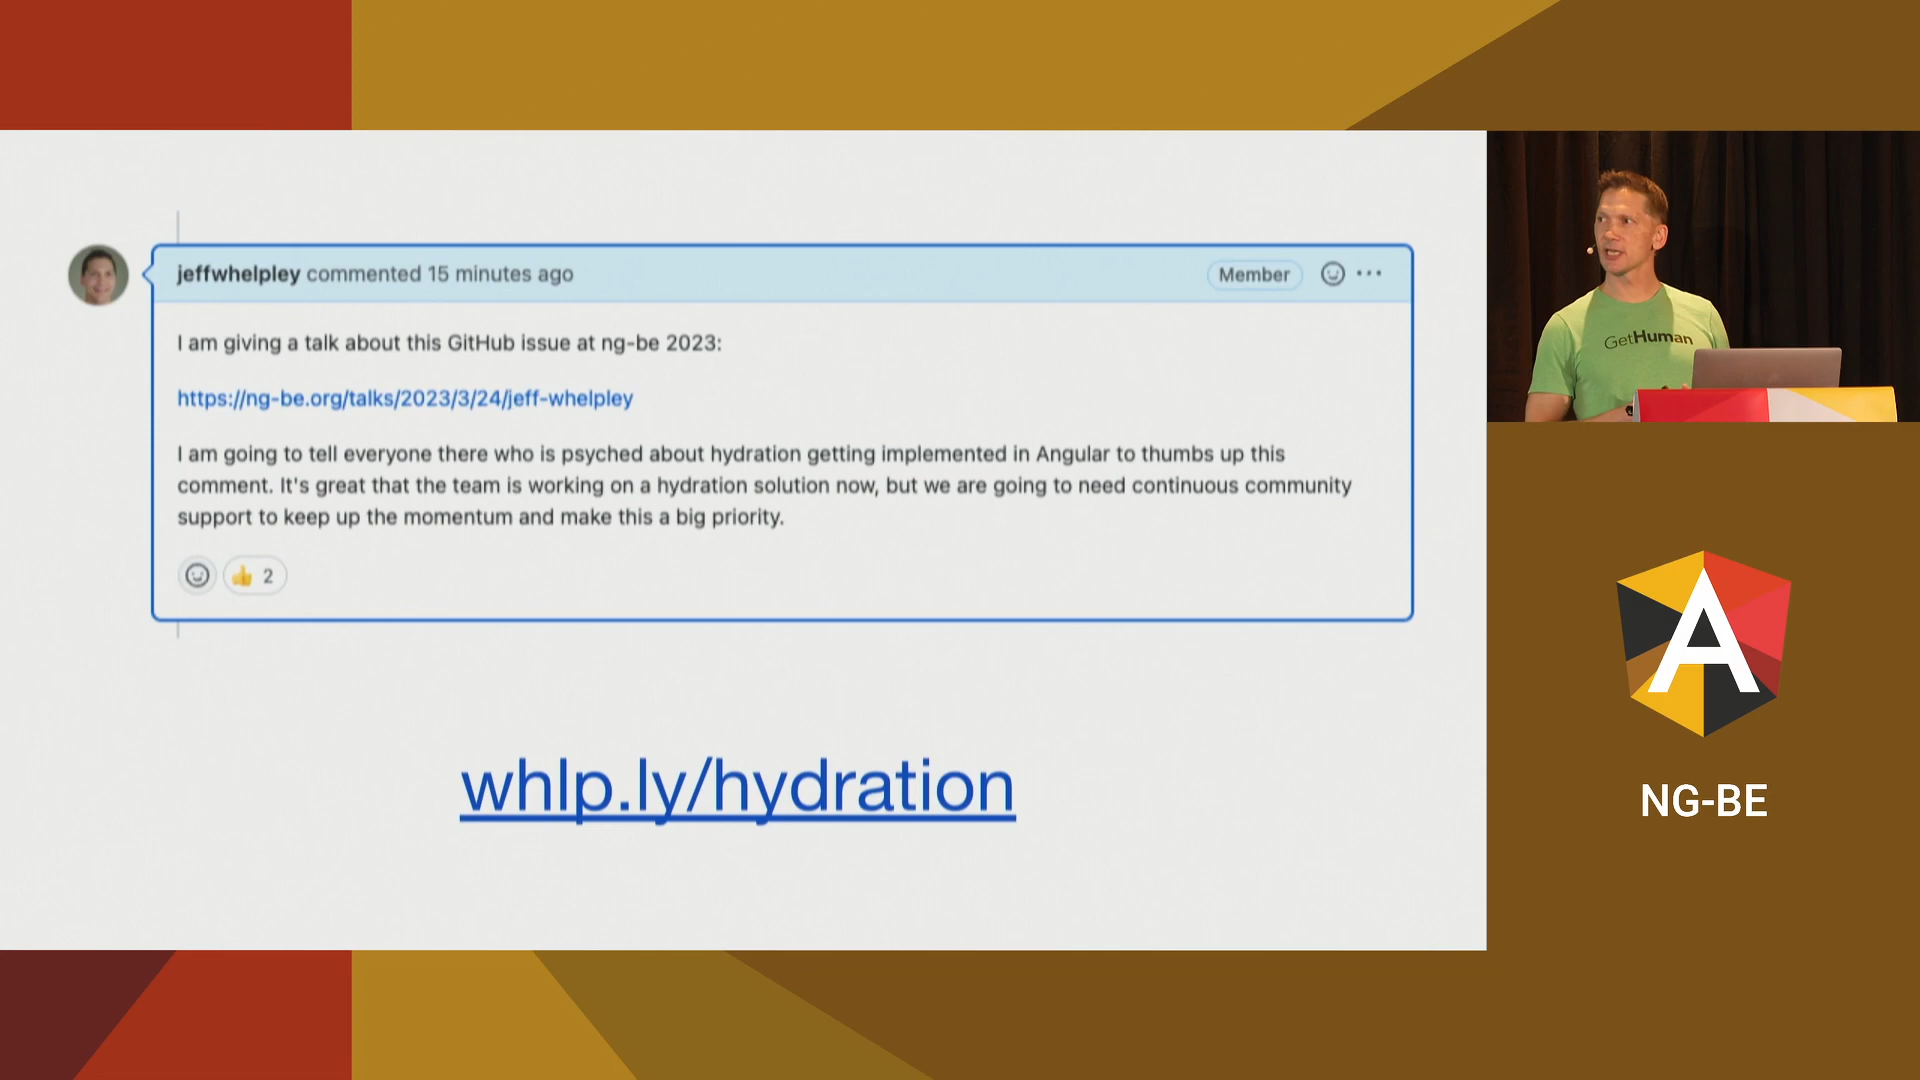 jeffwhelpley commented 15 minutes ago
Member
I am giving a talk about this GitHub issue at ng-be 2023:
https://ng-be.org/talks/2023/3/24/jeff-whelpley
I am going to tell everyone there who is psyched about hydration getting implemented in Angular to thumbs up this
comment. It's great that the team is working on a hydration solution now, but we are going to need continuous community
support to keep up the momentum and make this a big priority.
2
whlp.ly/hydration
GetHuman
A
NG-BE